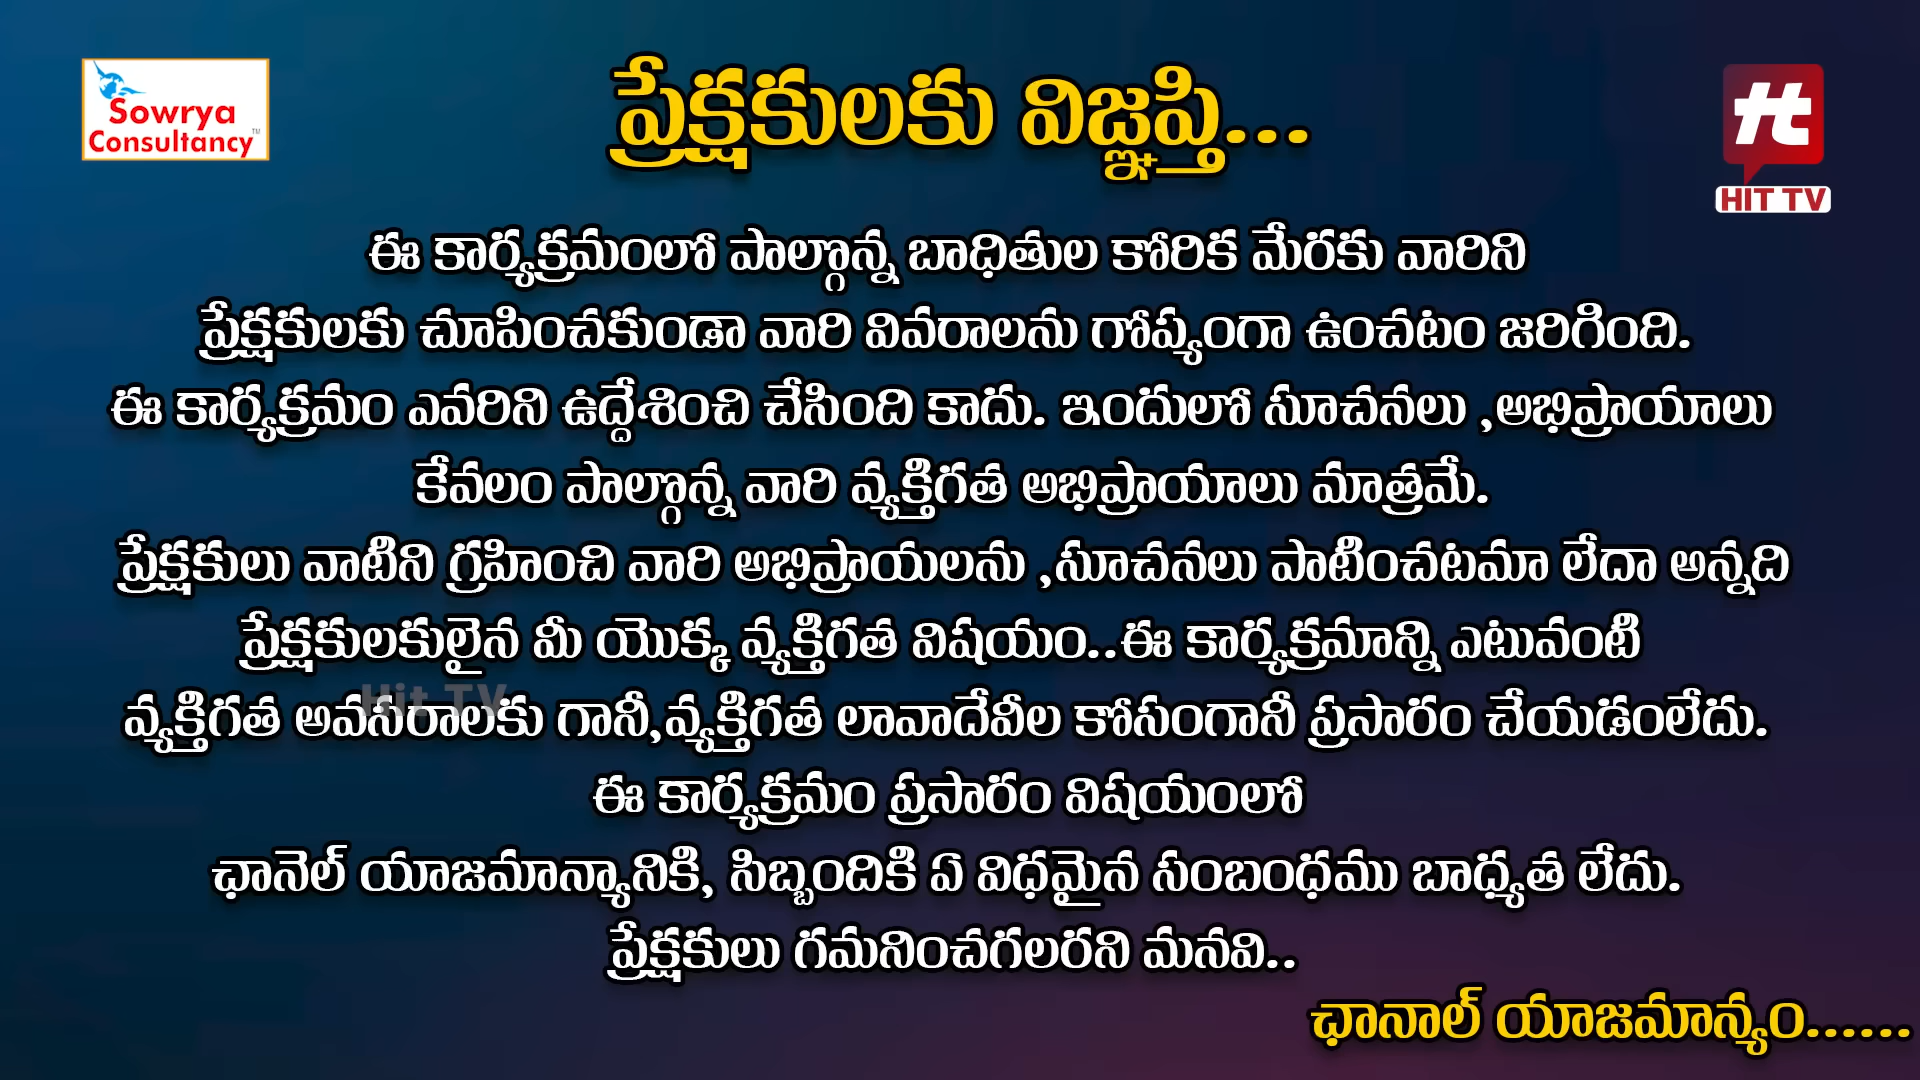 Sowrya
Consultancy™
ప్రేక్షకులకు విజ్ఞప్తి...
HIT TV
ఈ కార్యక్రమంలో పాల్గొన్న బాధితుల కోరిక మేరకు వారిని
ప్రేక్షకులకు చూపించకుండా వారి వివరాలను గోప్యంగా ఉంచటం జరిగింది.
ఈ కార్యక్రమం ఎవరిని ఉద్దేశించి చేసింది కాదు. ఇందులో సూచనలు ,అభిప్రాయాలు
కేవలం పాల్గొన్న వారి వ్యక్తిగత అభిప్రాయాలు మాత్రమే.
ప్రేక్షకులు వాటిని గ్రహించి వారి అభిప్రాయలను ,సూచనలు పాటించటమా లేదా అన్నది
ప్రేక్షకులకులైన మీ యొక్క వ్యక్తిగత విషయం..ఈ కార్యక్రమాన్ని ఎటువంటి
Hit TV
వ్యక్తిగత అవసరాలకు గానీ,వ్యక్తిగత లావాదేవీల కోసంగానీ ప్రసారం చేయడంలేదు.
ఈ కార్యక్రమం ప్రసారం విషయంలో
ఛానెల్ యాజమాన్యానికి, సిబ్బందికి ఏ విధమైన సంబంధము బాధ్యత లేదు.
ప్రేక్షకులు గమనించగలరని మనవి..
ఛానాల్ యాజమాన్యం......